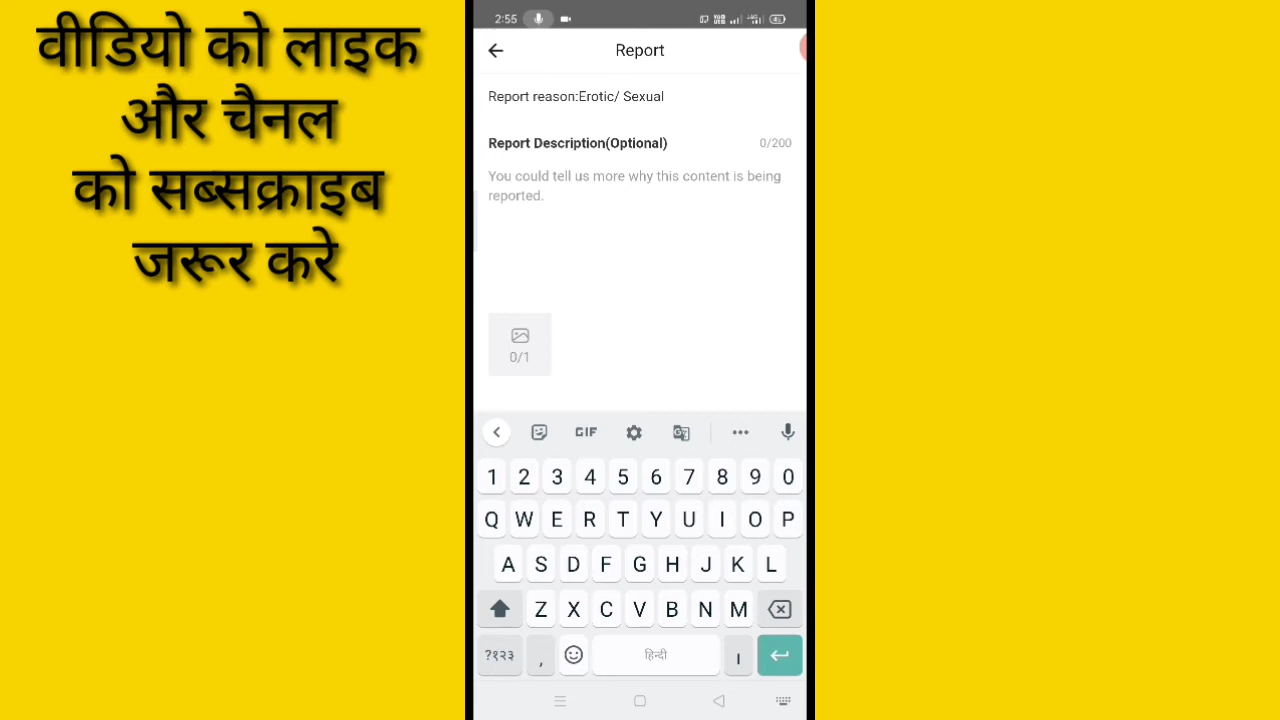 वीडियो को लाइक
और चैनल
को सब्सक्राइब
जरूर करे
2:55
Report
Report reason:Erotic/ Sexual
Report Description(Optional) 0/200
You could tell us more why this content is being
reported.
0/1
GIF
1 2 3 4 5 6 7 8 9 0
Q W E R T Y U I O P
A S D F G H J K L
Z X C V B N M
?१२३ , हिन्दी ।